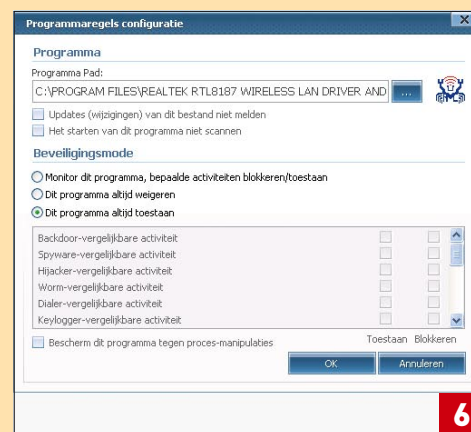 Programmaregels configuratie
Programma
Programma Pad:
C:\PROGRAM FILES\REALTEK RTL8187 WIRELESS LAN DRIVER AND ...
Updates (wijzigingen) van dit bestand niet melden
Het starten van dit programma niet scannen
Beveiligingsmode
Monitor dit programma, bepaalde activiteiten blokkeren/toestaan
Dit programma altijd weigeren
Dit programma altijd toestaan
Backdoor-vergelijkbare activiteit
Spyware-vergelijkbare activiteit
Hijacker-vergelijkbare activiteit
Worm-vergelijkbare activiteit
Dialer-vergelijkbare activiteit
Keylogger-vergelijkbare activiteit
Toestaan Blokkeren
Bescherm dit programma tegen proces-manipulaties
OK Annuleren
6